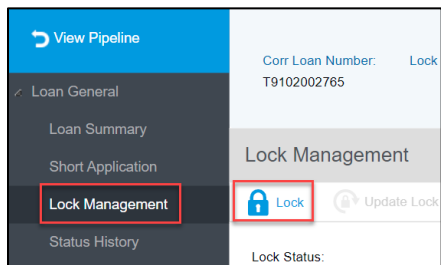 View Pipeline
Loan General
Loan Summary
Short Application
Lock Management
Status History
Corr Loan Number: Lock
T9102002765
Lock Management
Lock Update Lock
Lock Status: